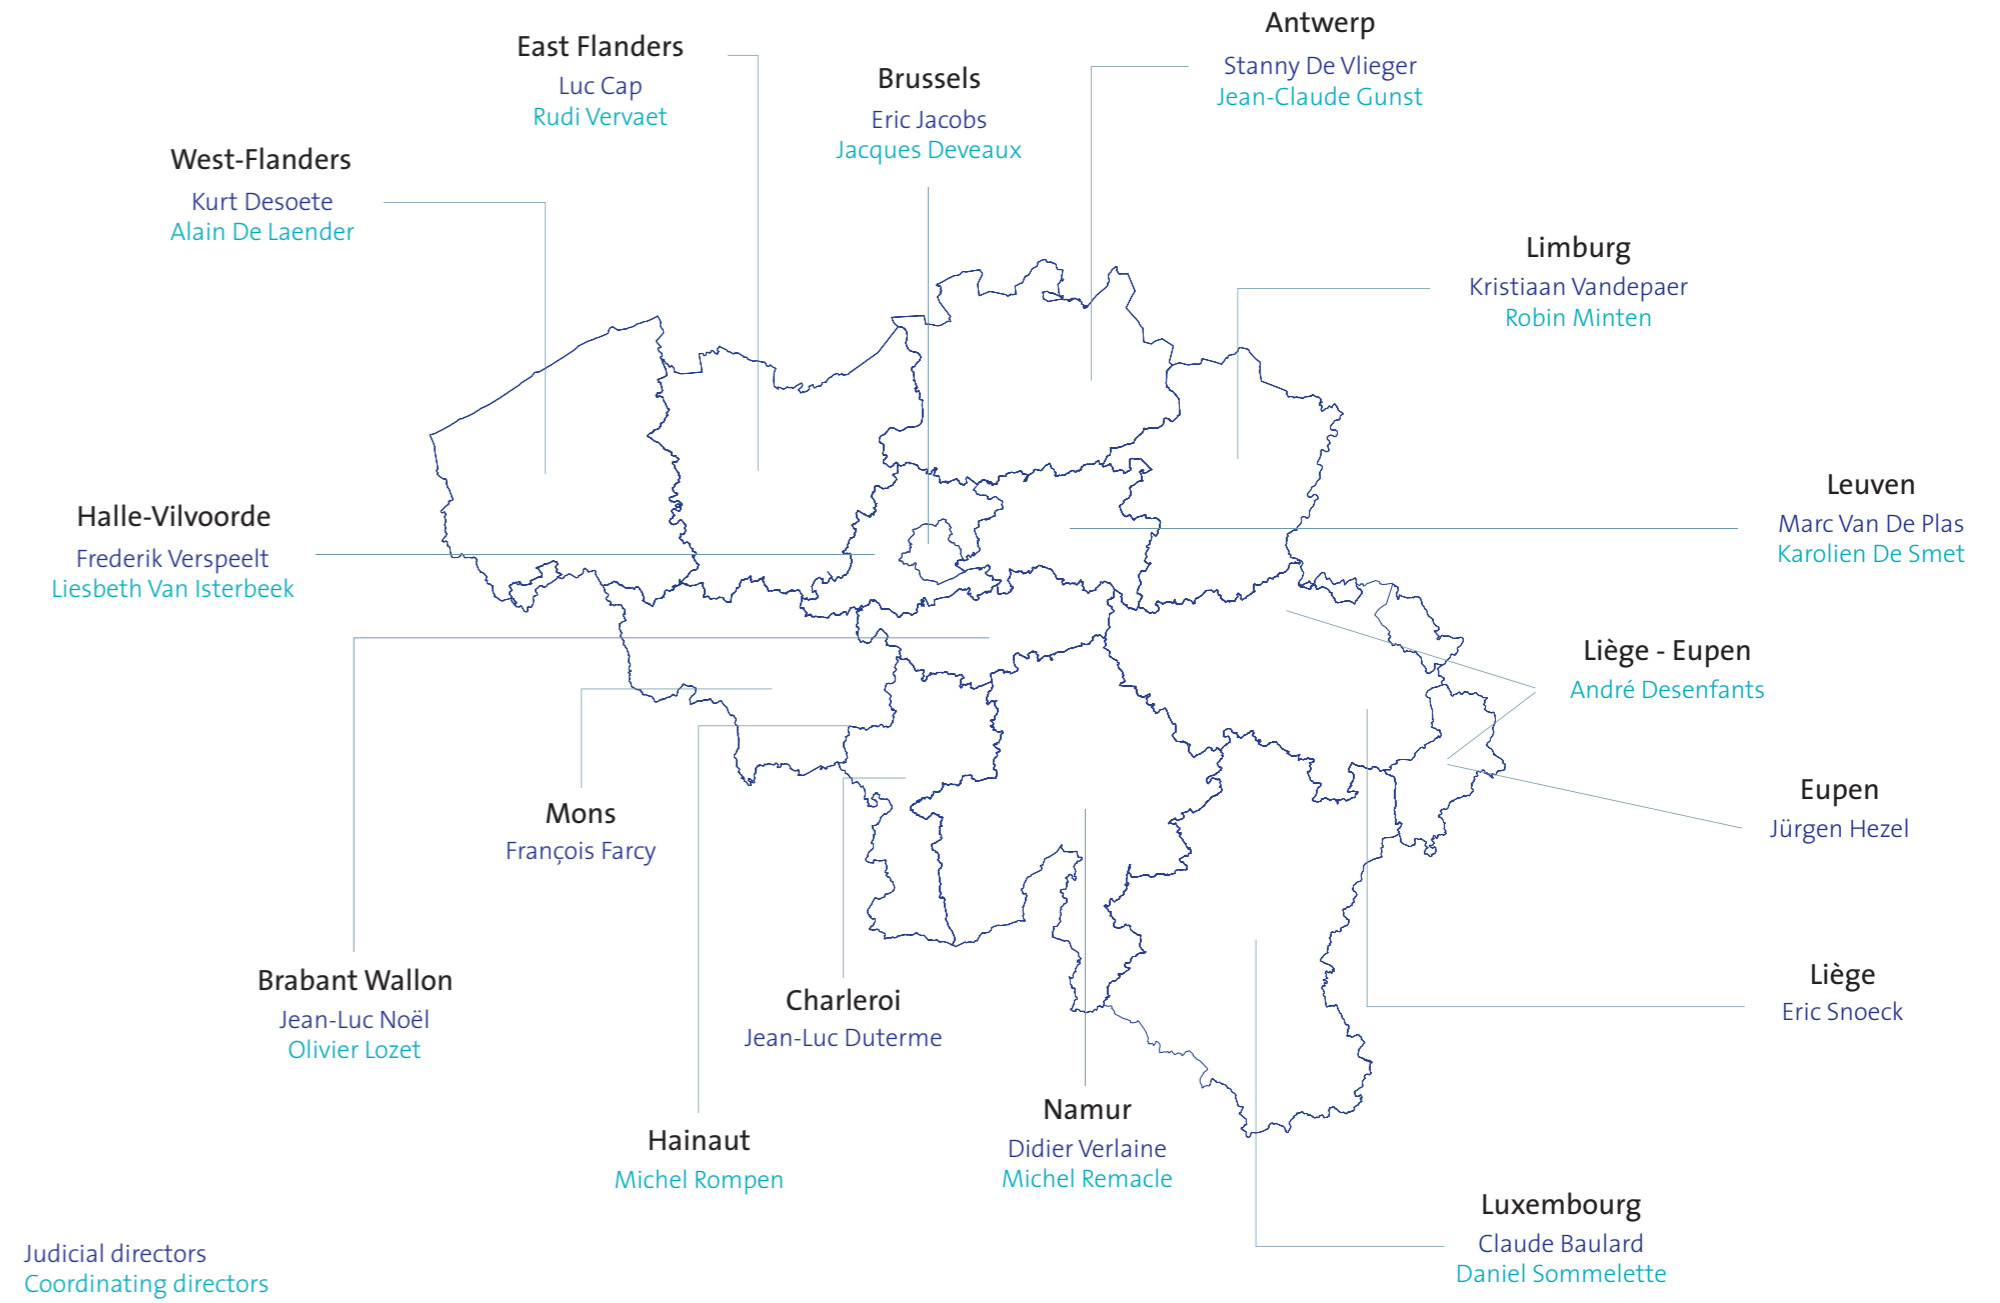 Antwerp
Stanny De Vlieger
Jean-Claude Gunst
East Flanders
Luc Cap
Rudi Vervaet
Brussels
Eric Jacobs
Jacques Deveaux
West-Flanders
Kurt Desoete
Alain De Laender
Limburg
Kristiaan Vandepaer
Robin Minten
Leuven
Marc Van De Plas
Karolien De Smet
Halle-Vilvoorde
Frederik Verspeelt
Liesbeth Van Isterbeek
Liège - Eupen
André Desenfants
Eupen
Jürgen Hezel
Mons
François Farcy
Brabant Wallon
Jean-Luc Noël
Olivier Lozet
Charleroi
Jean-Luc Duterme
Liège
Eric Snoeck
Hainaut
Michel Rompen
Namur
Didier Verlaine
Michel Remacle
Luxembourg
Claude Baulard
Daniel Sommelette
Judicial directors
Coordinating directors